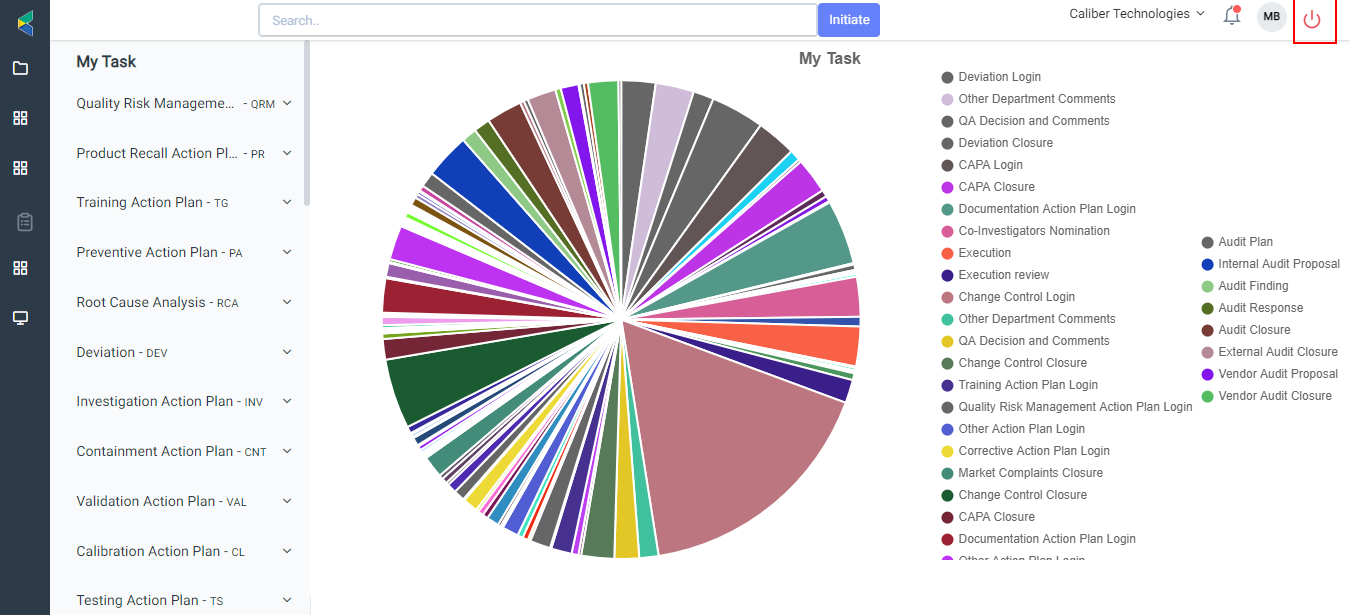 Search..
Initiate
Caliber Technologies
MB
My Task
Quality Risk Manageme... - QRM
Product Recall Action Pl... - PR
Training Action Plan - TG
Preventive Action Plan - PA
Root Cause Analysis - RCA
Deviation - DEV
Investigation Action Plan - INV
Containment Action Plan - CNT
Validation Action Plan - VAL
Calibration Action Plan - CL
Testing Action Plan - TS
My Task
Deviation Login
Other Department Comments
QA Decision and Comments
Deviation Closure
CAPA Login
CAPA Closure
Documentation Action Plan Login
Co-Investigators Nomination
Execution
Execution review
Change Control Login
Other Department Comments
QA Decision and Comments
Change Control Closure
Training Action Plan Login
Quality Risk Management Action Plan Login
Other Action Plan Login
Corrective Action Plan Login
Market Complaints Closure
Change Control Closure
CAPA Closure
Documentation Action Plan Login
Other Action Plan Login
Audit Plan
Internal Audit Proposal
Audit Finding
Audit Response
Audit Closure
External Audit Closure
Vendor Audit Proposal
Vendor Audit Closure